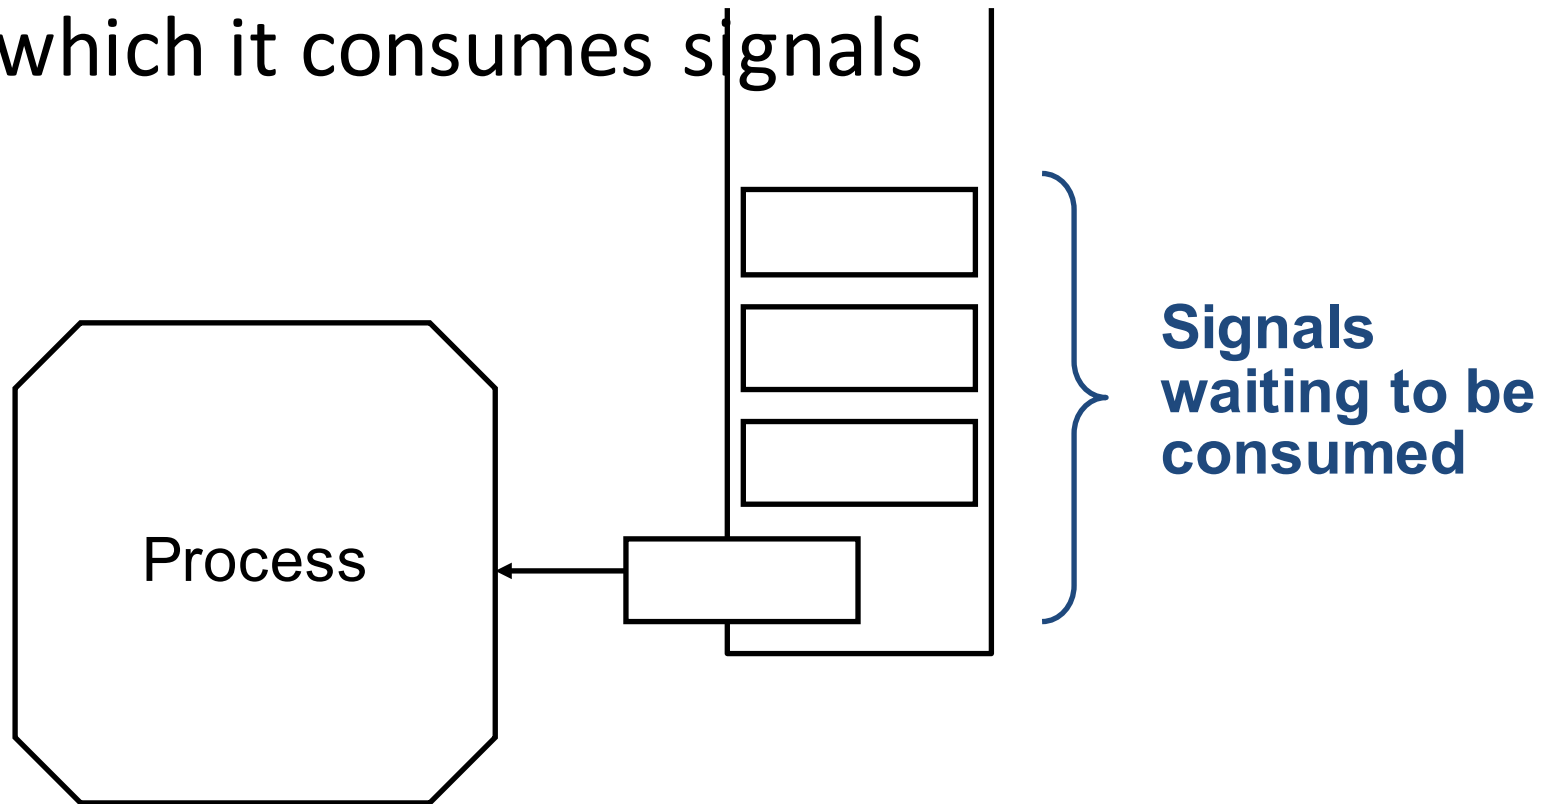 which it consumes signals
Signals
waiting to be
consumed
Process